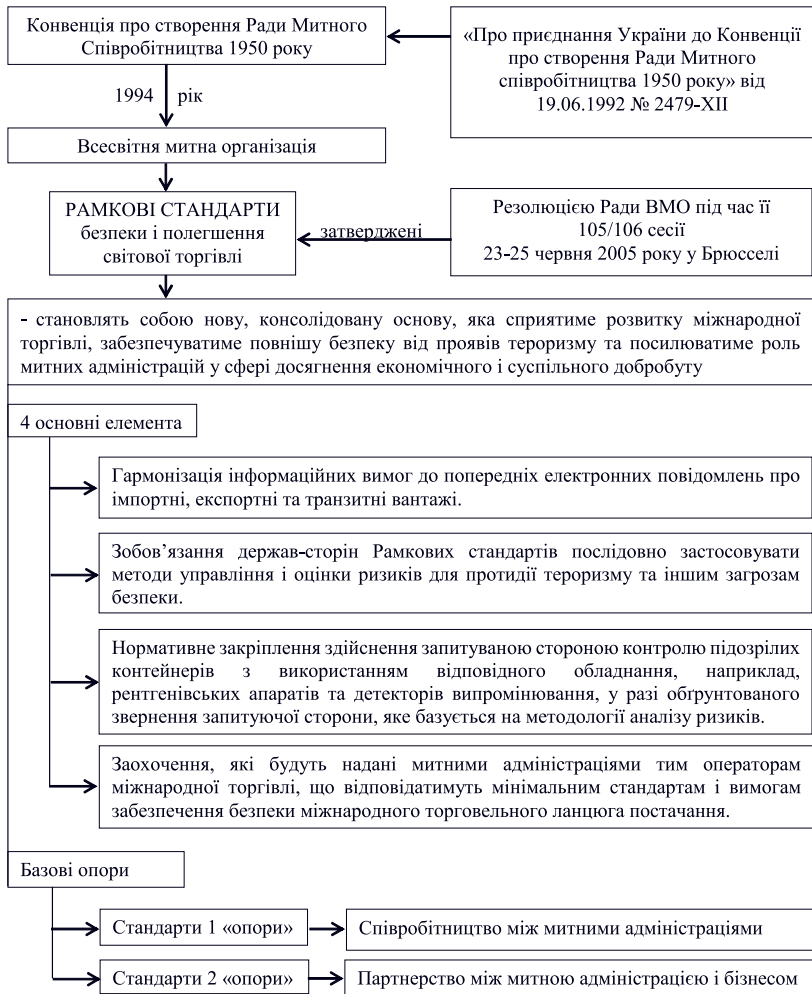 Конвенція про створення Ради Митного
Співробітництва 1950 року
«Про приєднання України до Конвенції
про створення Ради Митного
співробітництва 1950 року» від
19.06.1992 № 2479-XII
1994 рік
Всесвітня митна організація
РАМКОВІ СТАНДАРТИ
безпеки і полегшення
світової торгівлі
затверджені
Резолюцією Ради ВМО під час її
105/106 сесії
23-25 червня 2005 року у Брюсселі
- становлять собою нову, консолідовану основу, яка сприятиме розвитку міжнародної
торгівлі, забезпечуватиме повнішу безпеку від проявів тероризму та посилюватиме роль
митних адміністрацій у сфері досягнення економічного і суспільного добробуту
4 основні елемента
Гармонізація інформаційних вимог до попередніх електронних повідомлень про
імпортні, експортні та транзитні вантажі.
Зобов’язання держав-сторін Рамкових стандартів послідовно застосовувати
методи управління і оцінки ризиків для протидії тероризму та іншим загрозам
безпеки.
Нормативне закріплення здійснення запитуваною стороною контролю підозрілих
контейнерів з використанням відповідного обладнання, наприклад,
рентгенівських апаратів та детекторів випромінювання, у разі обґрунтованого
звернення запитуючої сторони, яке базується на методології аналізу ризиків.
Заохочення, які будуть надані митними адміністраціями тим операторам
міжнародної торгівлі, що відповідатимуть мінімальним стандартам і вимогам
забезпечення безпеки міжнародного торговельного ланцюга постачання.
Базові опори
Стандарти 1 «опори»
Співробітництво між митними адміністраціями
Стандарти 2 «опори»
Партнерство між митною адміністрацією і бізнесом